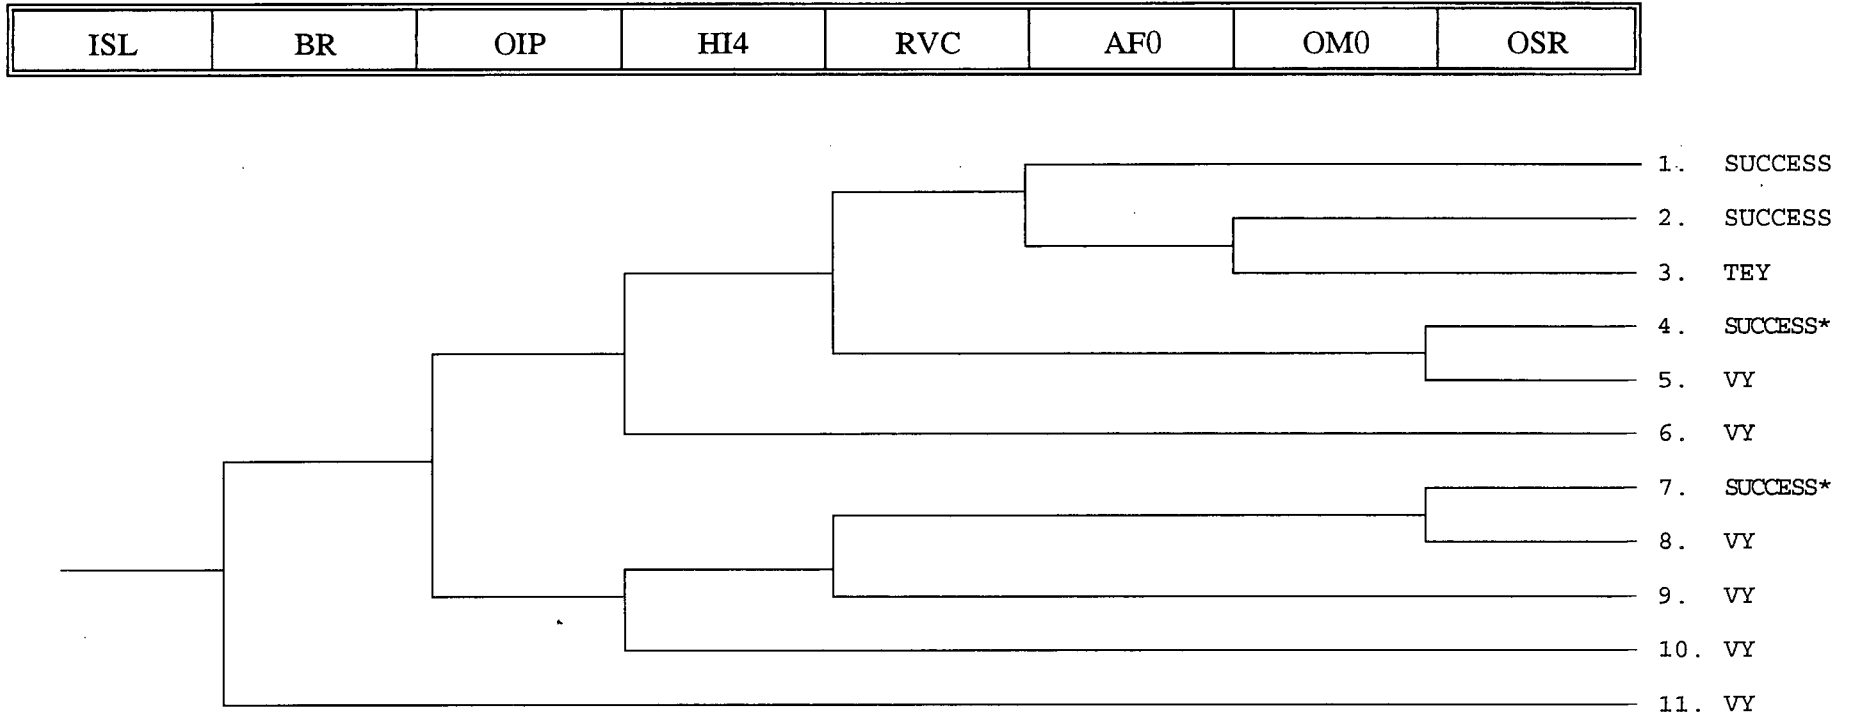 ISL BR OIP HI4 RVC AF0 OM0 OSR
1. SUCCESS
2. SUCCESS
3. TEY
4. SUCCESS*
5. VY
6. VY
7. SUCCESS*
8. VY
9. VY
10. VY
11. VY